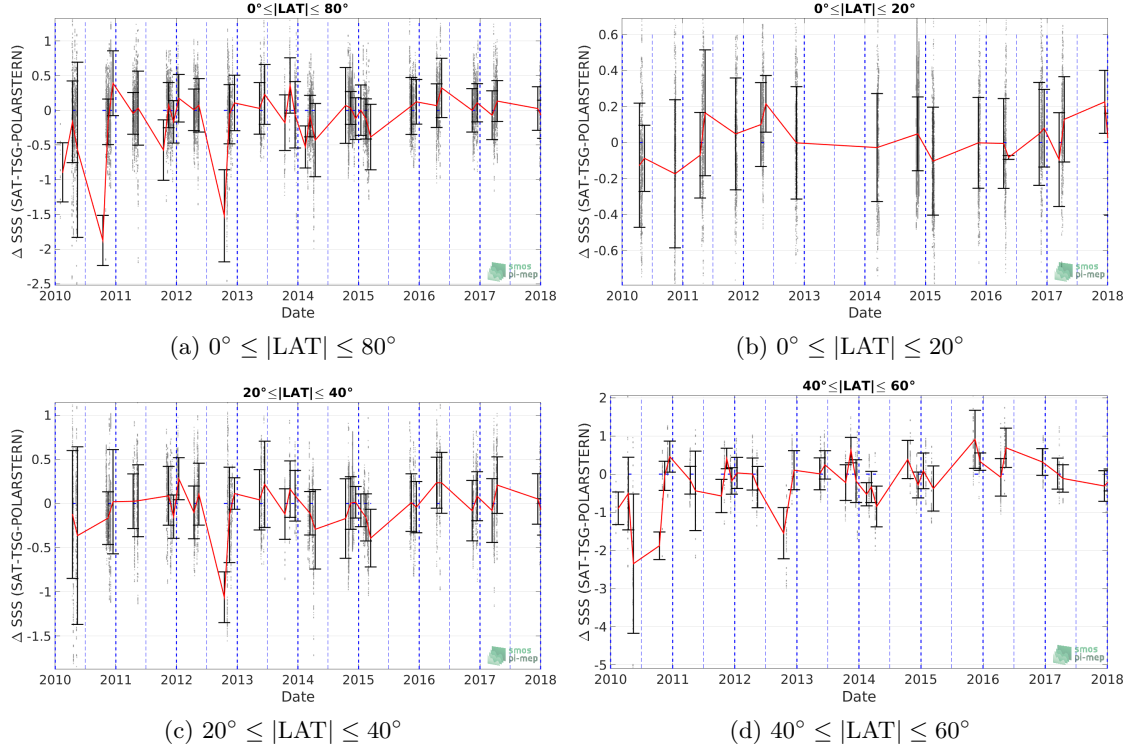 0°≤|LAT|≤ 80°
Δ SSS (SAT-TSG-POLARSTERN)
1
0.5
0
-0.5
-1
-1.5
-2
-2.5
2010 2011 2012 2013 2014 2015 2016 2017 2018
Date
smos
pi-mep
(a) 0° ≤ |LAT| ≤ 80°
0°≤|LAT|≤ 20°
Δ SSS (SAT-TSG-POLARSTERN)
0.6
0.4
0.2
0
-0.2
-0.4
-0.6
2010 2011 2012 2013 2014 2015 2016 2017 2018
Date
smos
pi-mep
(b) 0° ≤ |LAT| ≤ 20°
20°≤|LAT|≤ 40°
Δ SSS (SAT-TSG-POLARSTERN)
1
0.5
0
-0.5
-1
-1.5
2010 2011 2012 2013 2014 2015 2016 2017 2018
Date
smos
pi-mep
(c) 20° ≤ |LAT| ≤ 40°
40°≤|LAT|≤ 60°
Δ SSS (SAT-TSG-POLARSTERN)
2
1
0
-1
-2
-3
-4
-5
2010 2011 2012 2013 2014 2015 2016 2017 2018
Date
smos
pi-mep
(d) 40° ≤ |LAT| ≤ 60°